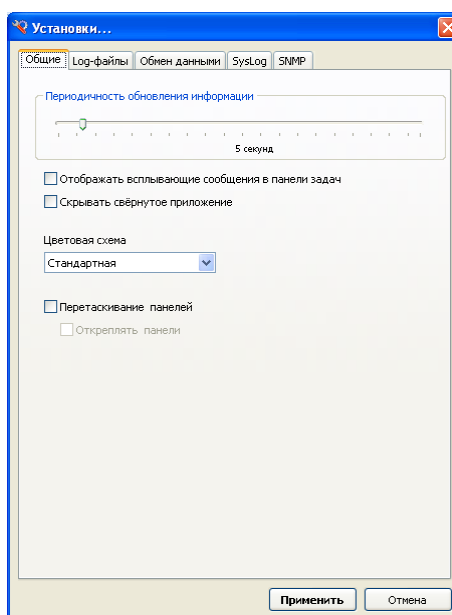 Установки...
Общие Log-файлы Обмен данными SysLog SNMP
Периодичность обновления информации
5 секунд
Отображать всплывающие сообщения в панели задач
Скрывать свёрнутое приложение
Цветовая схема
Стандартная
Перетаскивание панелей
Откреплять панели
Применить Отмена